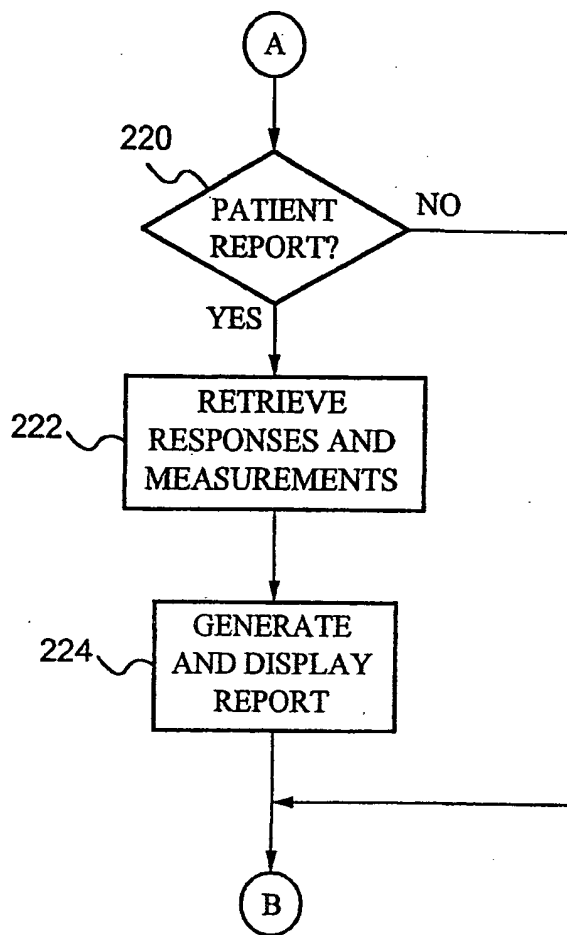 A
220
PATIENT
REPORT?
NO
YES
222
RETRIEVE
RESPONSES AND
MEASUREMENTS
224
GENERATE
AND DISPLAY
REPORT
B